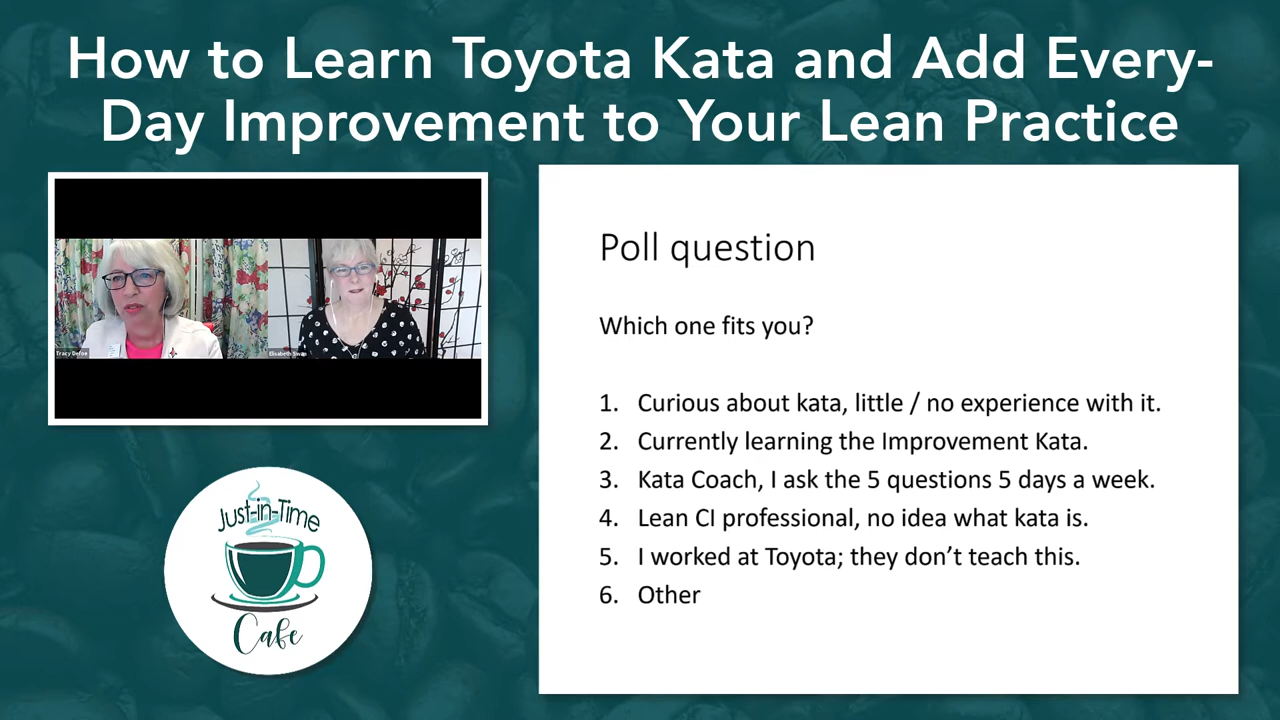 How to Learn Toyota Kata and Add Every-
Day Improvement to Your Lean Practice
Tracy Defoe
Elisabeth Swan
Just-in-Time
Cafe
Poll question
Which one fits you?
1. Curious about kata, little / no experience with it.
2. Currently learning the Improvement Kata.
3. Kata Coach, I ask the 5 questions 5 days a week.
4. Lean CI professional, no idea what kata is.
5. I worked at Toyota; they don’t teach this.
6. Other